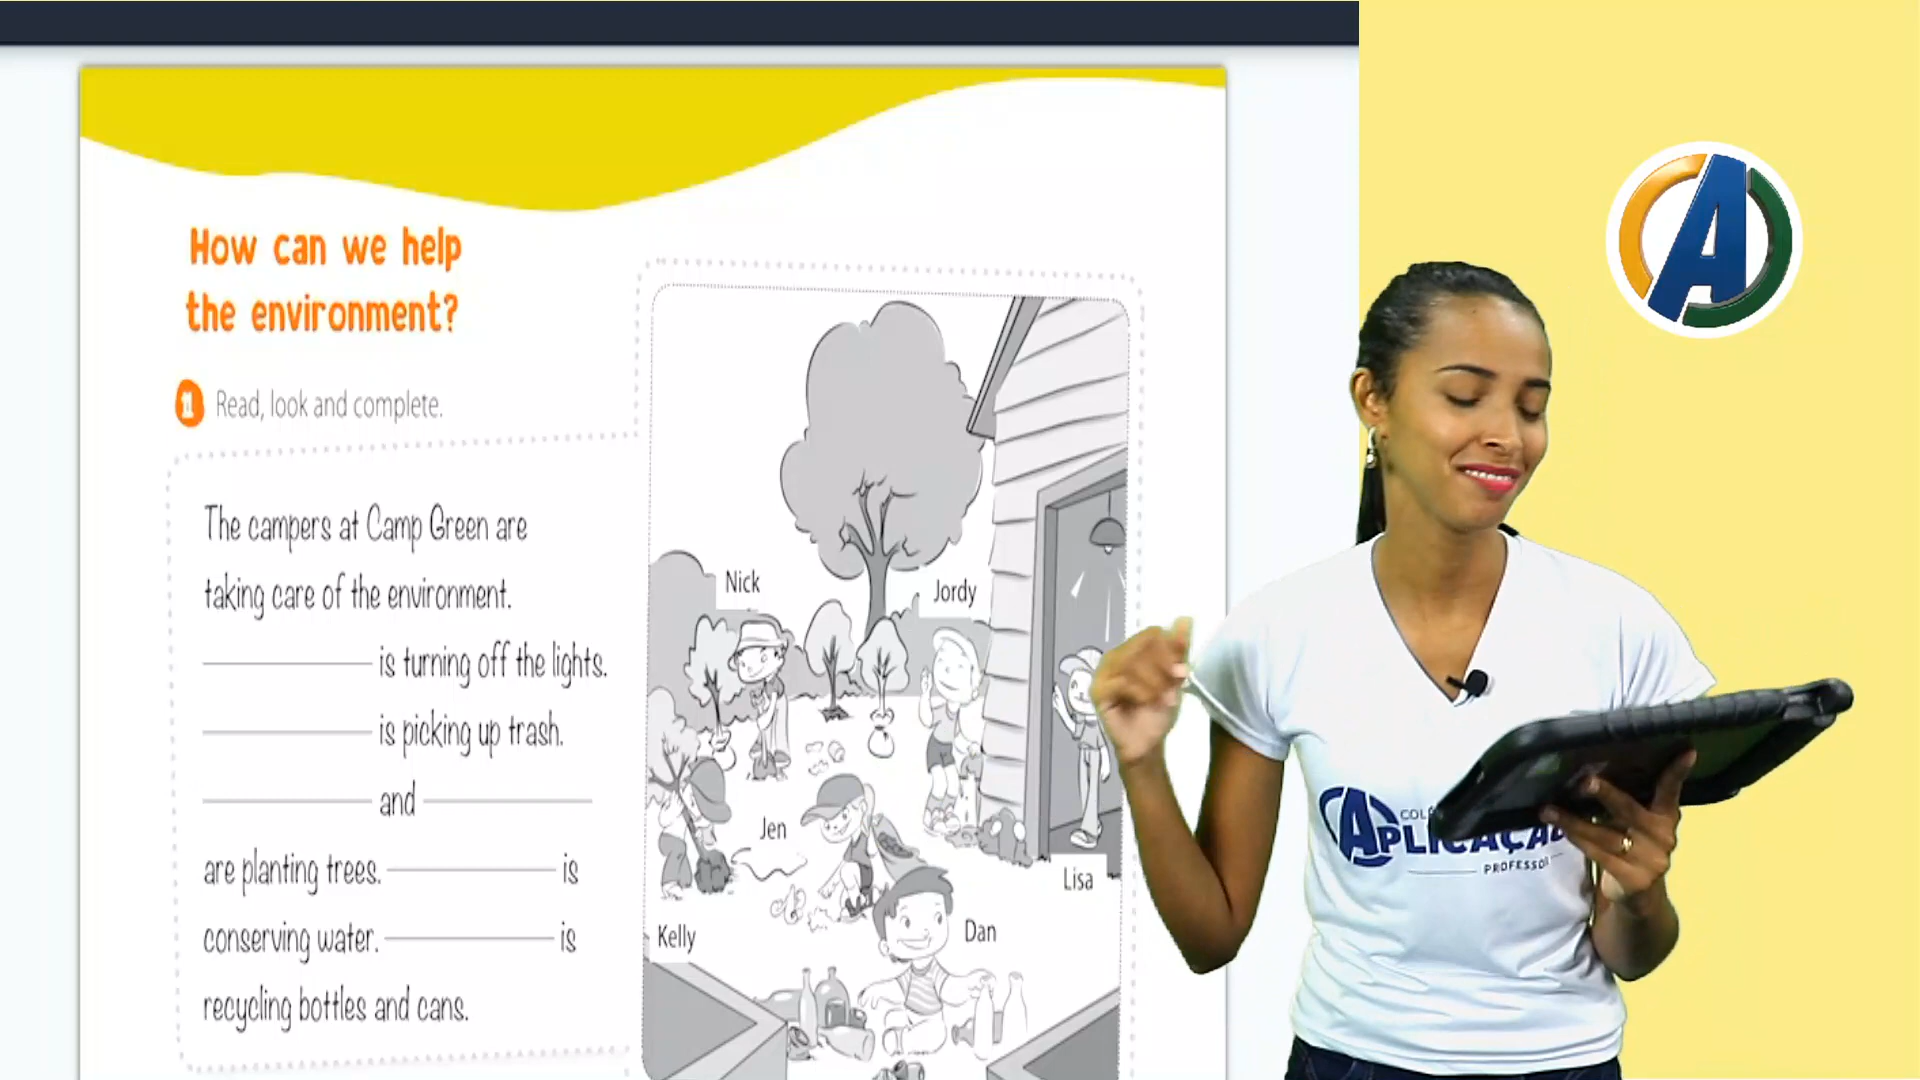 How can we help
the environment?
11 Read, look and complete.
The campers at Camp Green are
taking care of the environment.
is turning off the lights.
is picking up trash.
and
are planting trees. is
conserving water. is
recycling bottles and cans.
Nick
Jordy
Jen
Lisa
Kelly
Dan
A
APLICAÇÃ
PROFESSO